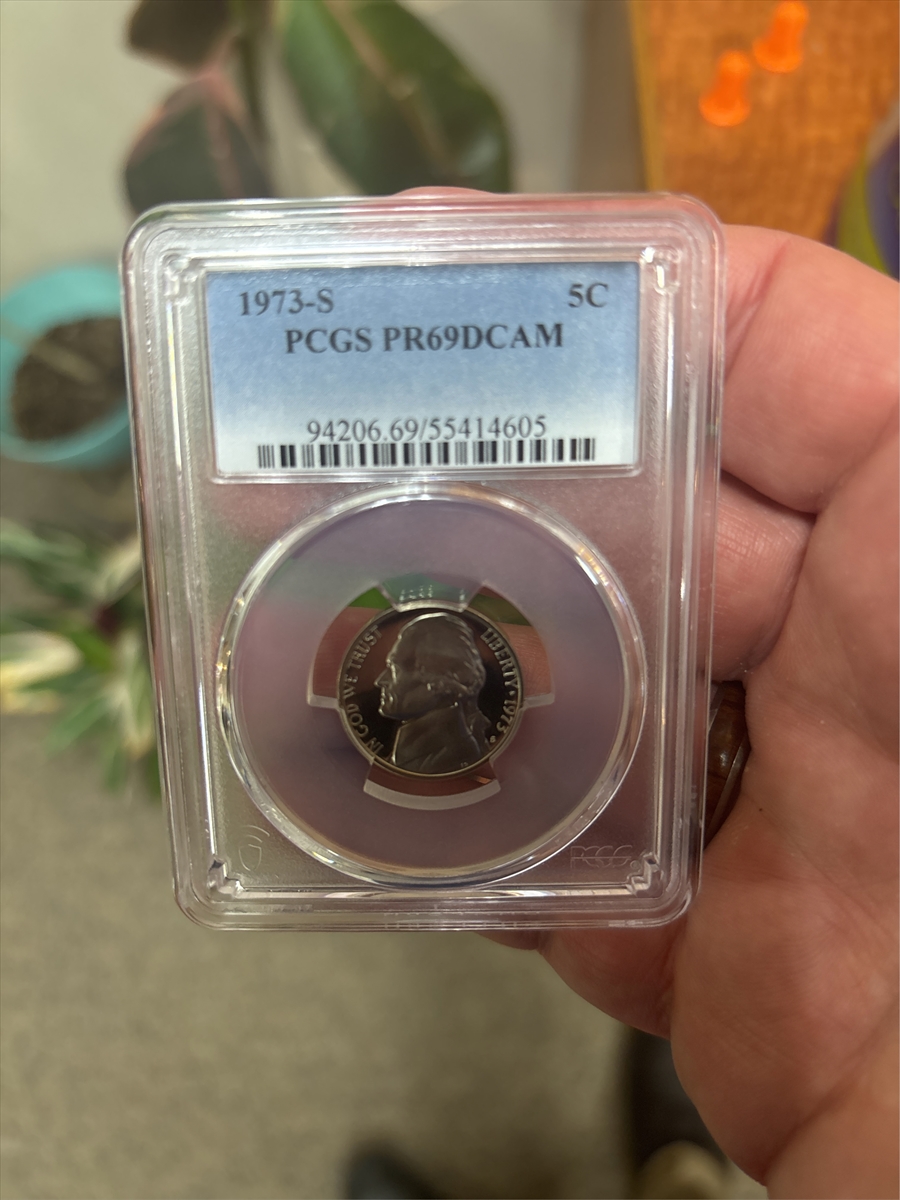 1973-S 5C
PCGS PR69DCAM
94206.69/55414605
IN GOD WE TRUST
LIBERTY · 1973
S
PCGS